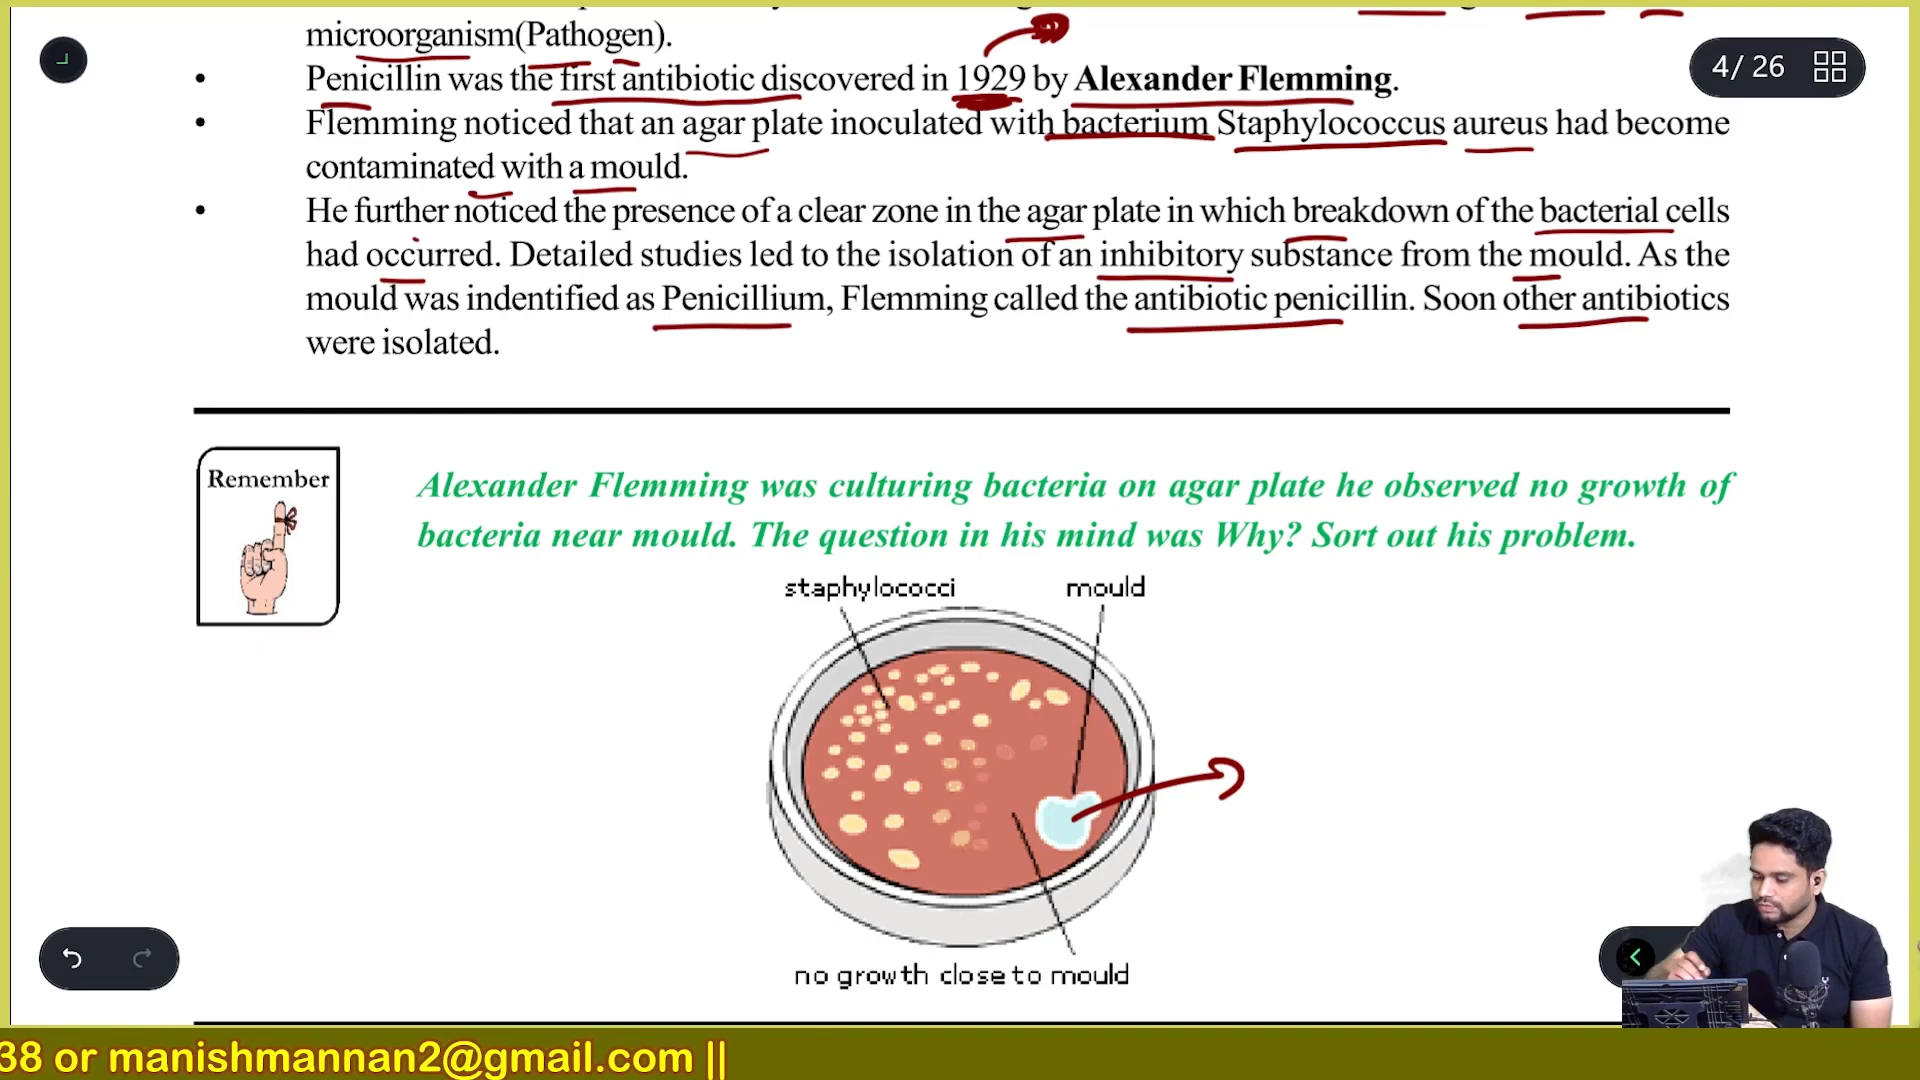 microorganism(Pathogen).
4/ 26
• Penicillin was the first antibiotic discovered in 1929 by Alexander Flemming.
• Flemming noticed that an agar plate inoculated with bacterium Staphylococcus aureus had become
contaminated with a mould.
• He further noticed the presence of a clear zone in the agar plate in which breakdown of the bacterial cells
had occurred. Detailed studies led to the isolation of an inhibitory substance from the mould. As the
mould was indentified as Penicillium, Flemming called the antibiotic penicillin. Soon other antibiotics
were isolated.
Remember
Alexander Flemming was culturing bacteria on agar plate he observed no growth of
bacteria near mould. The question in his mind was Why? Sort out his problem.
staphylococci mould
no growth close to mould
38 or manishmannan2@gmail.com ||